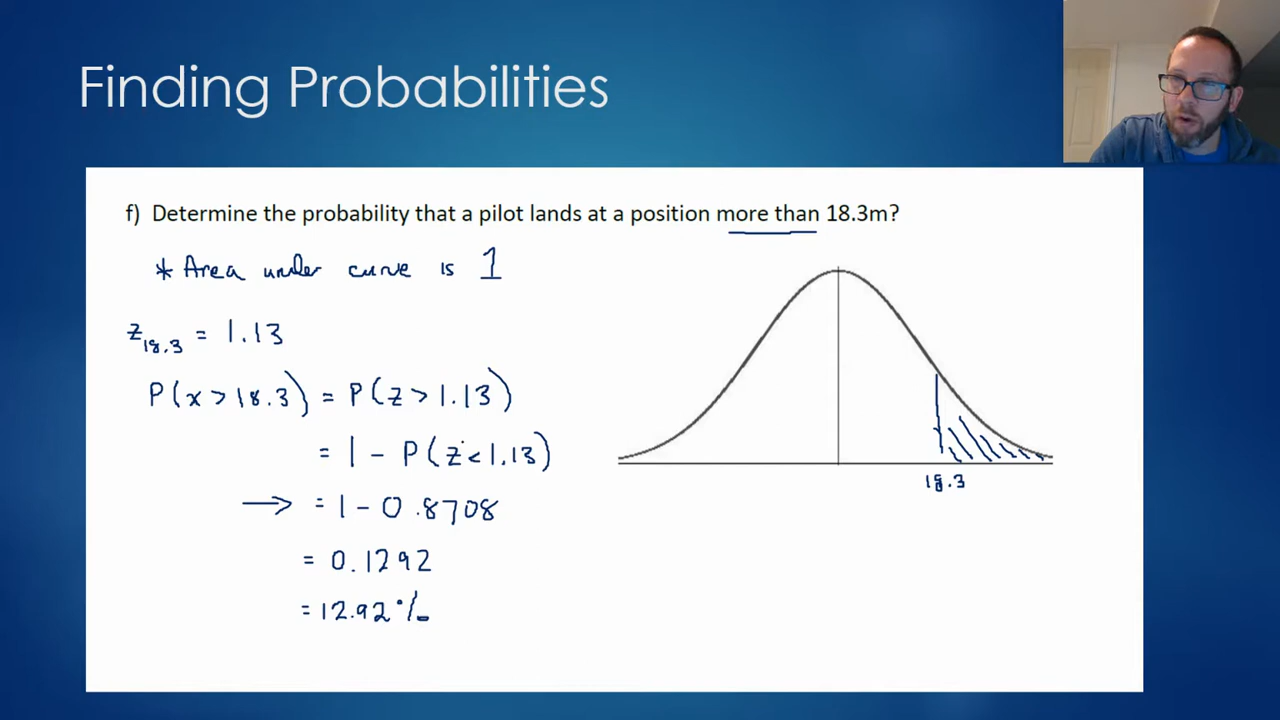 Finding Probabilities
f) Determine the probability that a pilot lands at a position more than 18.3m?
* Area under curve is 1
z18.3 = 1.13
P(x > 18.3) = P(z > 1.13)
= 1 - P(z < 1.13)
→ = 1 - 0.8708
= 0.1292
= 12.92%
18.3